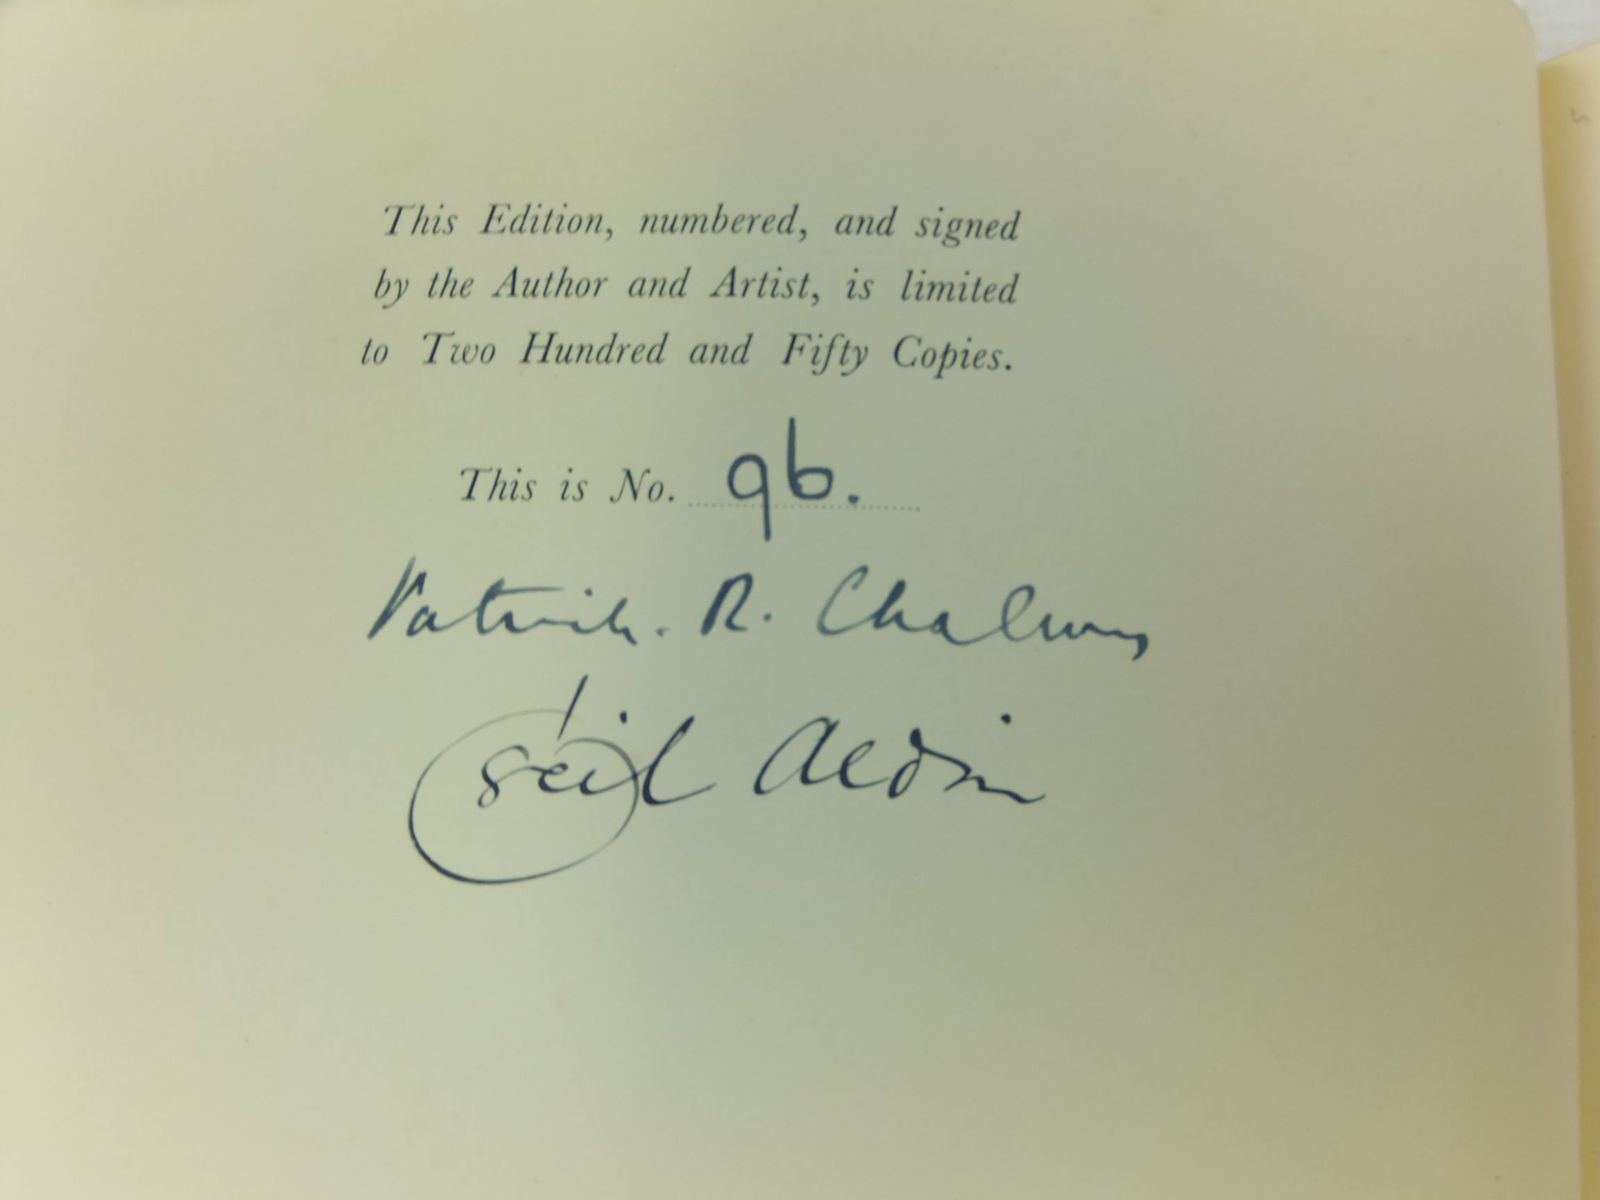 This Edition, numbered, and signed
by the Author and Artist, is limited
to Two Hundred and Fifty Copies.
This is No. 96.
Patrick. R. Chalmers
Cecil Aldin